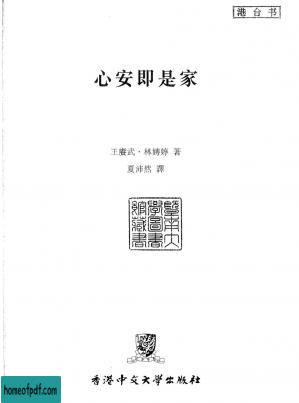 港台书
心安即是家
王賡武·林娉婷 著
夏沛然 譯
暨南大
學圖書
館藏書
香港中文大學出版社
homeofpdf.com
homeofpdf.com